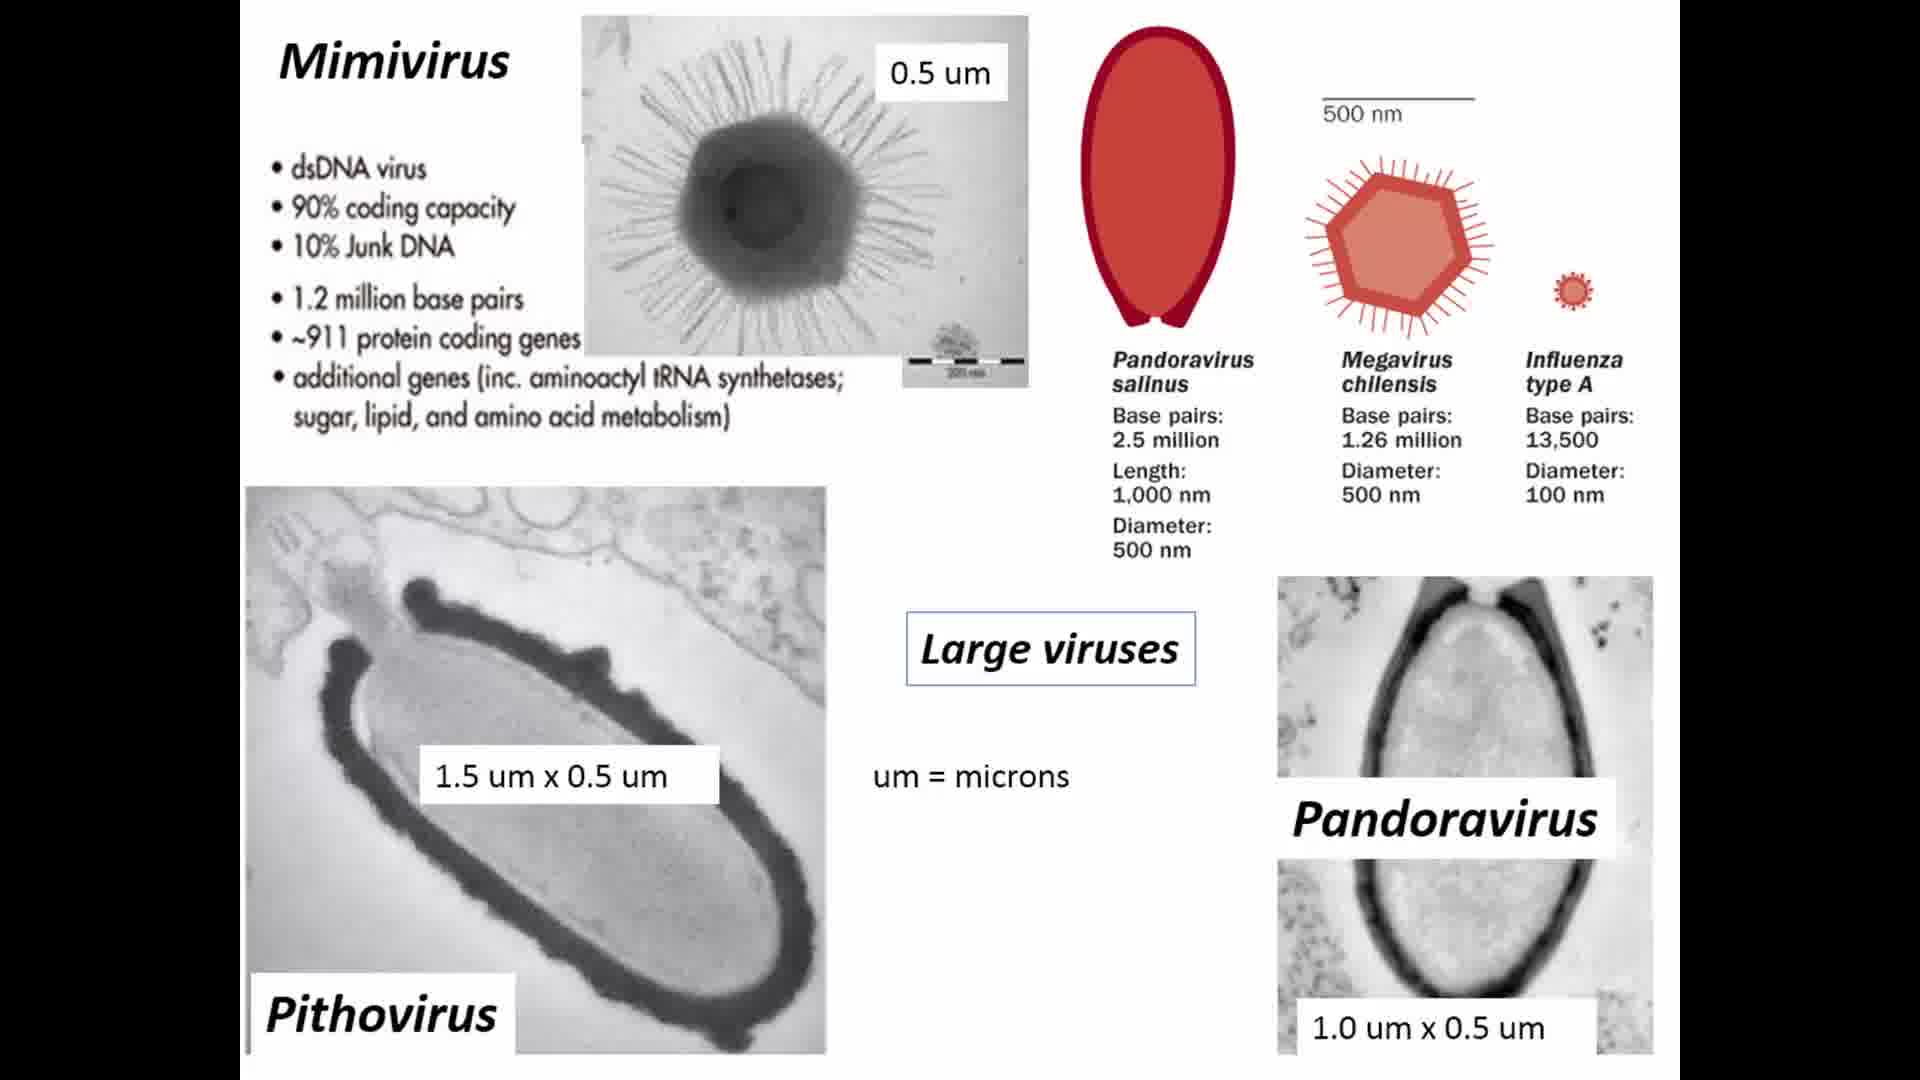 Mimivirus
0.5 um
• dsDNA virus
• 90% coding capacity
• 10% Junk DNA
• 1.2 million base pairs
• ~911 protein coding genes
• additional genes (inc. aminoactyl tRNA synthetases;
sugar, lipid, and amino acid metabolism)
500 nm
Pandoravirus
salinus
Base pairs:
2.5 million
Length:
1,000 nm
Diameter:
500 nm
Megavirus
chilensis
Base pairs:
1.26 million
Diameter:
500 nm
Influenza
type A
Base pairs:
13,500
Diameter:
100 nm
Large viruses
1.5 um x 0.5 um
um = microns
Pithovirus
Pandoravirus
1.0 um x 0.5 um